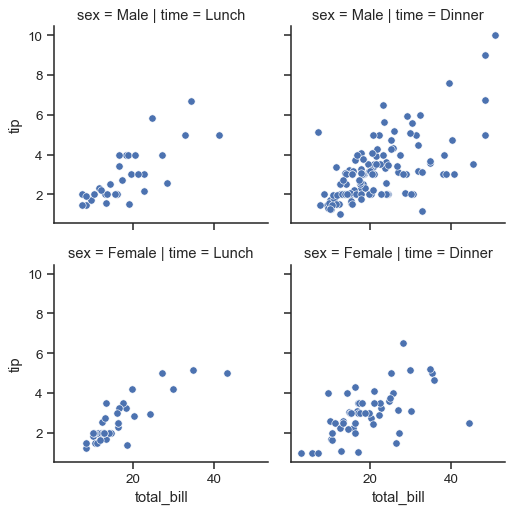 sex = Male | time = Lunch
sex = Male | time = Dinner
10
8
6
4
2
tip
sex = Female | time = Lunch
sex = Female | time = Dinner
10
8
6
4
2
tip
20
40
20
40
total_bill
total_bill